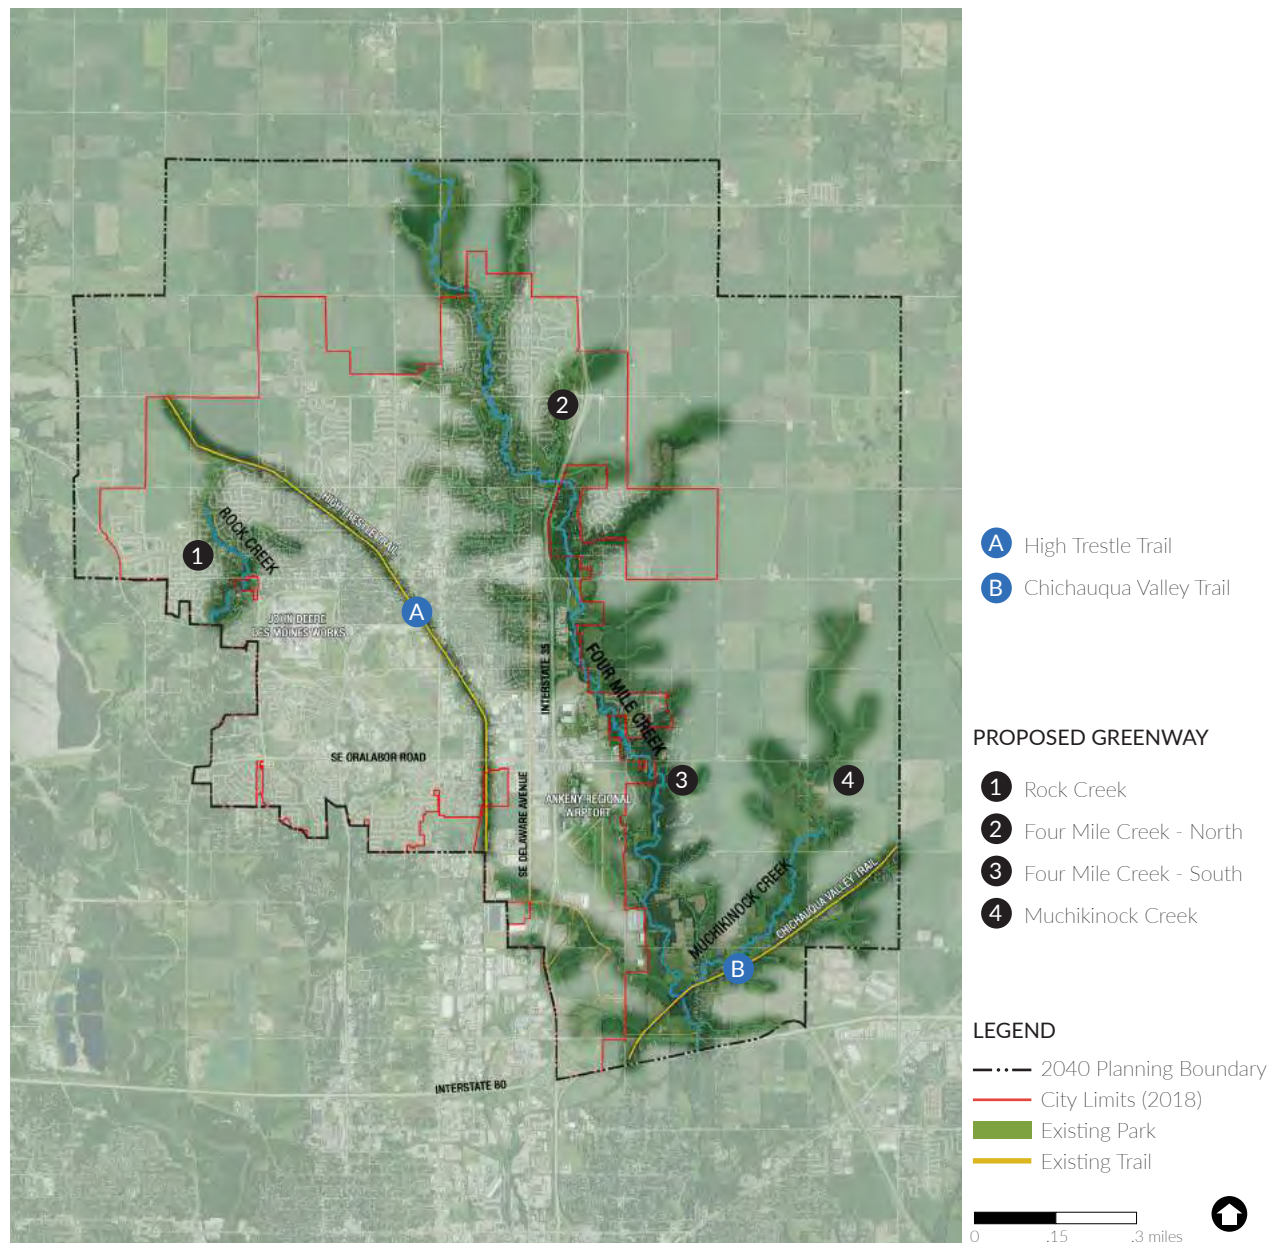 2
ROCK CREEK
HIGH TRESTLE TRAIL
1
JOHN DEERE
DES MOINES WORKS
A
INTERSTATE 35
FOUR MILE CREEK
SE ORALABOR ROAD
SE DELAWARE AVENUE
ANKENY REGIONAL
AIRPTORT
3
4
MUCHIKINOCK CREEK
CHICHAUQUA VALLEY TRAIL
B
INTERSTATE 80
A High Trestle Trail
B Chichauqua Valley Trail
PROPOSED GREENWAY
1 Rock Creek
2 Four Mile Creek - North
3 Four Mile Creek - South
4 Muchikinock Creek
LEGEND
2040 Planning Boundary
City Limits (2018)
Existing Park
Existing Trail
0 .15 .3 miles